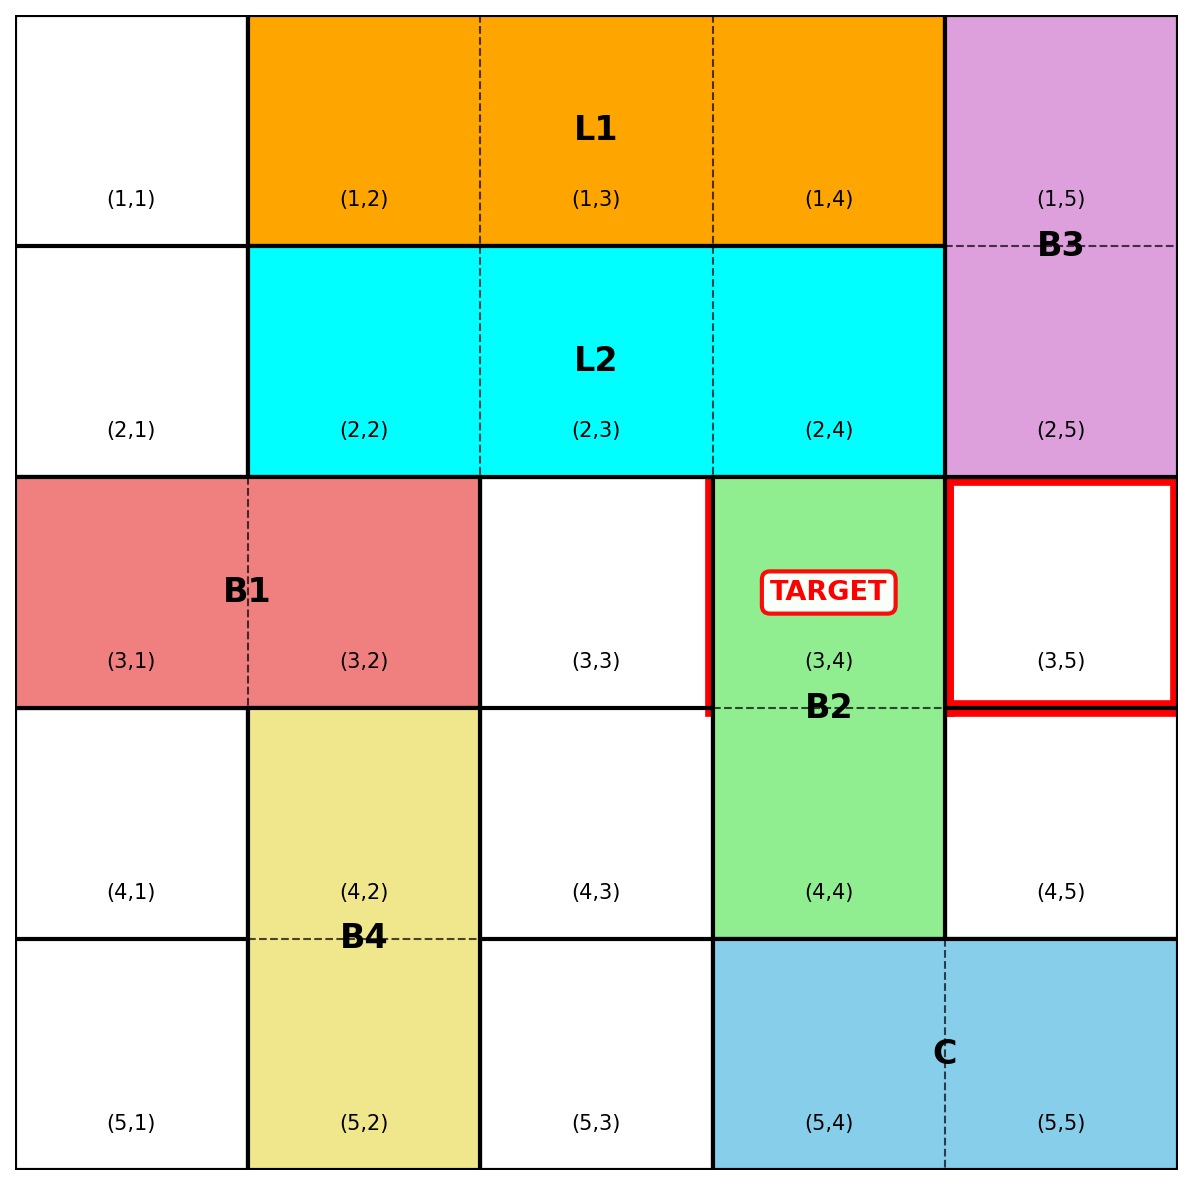 L1
(1,1) (1,2) (1,3) (1,4) (1,5)
B3
L2
(2,1) (2,2) (2,3) (2,4) (2,5)
B1 TARGET
(3,1) (3,2) (3,3) (3,4) (3,5)
B2
(4,1) (4,2) (4,3) (4,4) (4,5)
B4
C
(5,1) (5,2) (5,3) (5,4) (5,5)